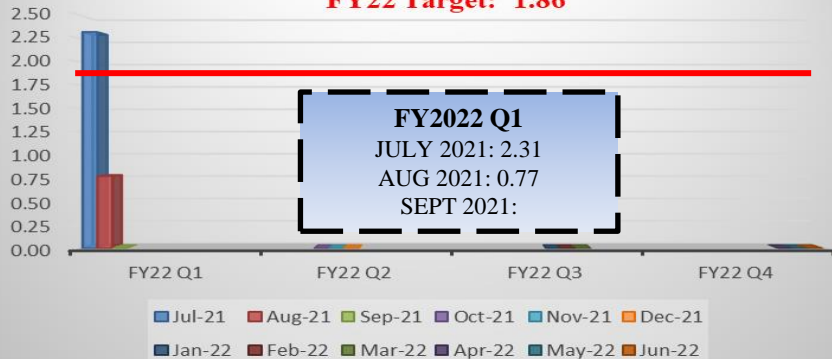 FY22 Target: 1.86
2.50
2.25
2.00
1.75
1.50
1.25
1.00
0.75
0.50
0.25
0.00
FY2022 Q1
JULY 2021: 2.31
AUG 2021: 0.77
SEPT 2021:
FY22 Q1 FY22 Q2 FY22 Q3 FY22 Q4
Jul-21 Aug-21 Sep-21 Oct-21 Nov-21 Dec-21
Jan-22 Feb-22 Mar-22 Apr-22 May-22 Jun-22